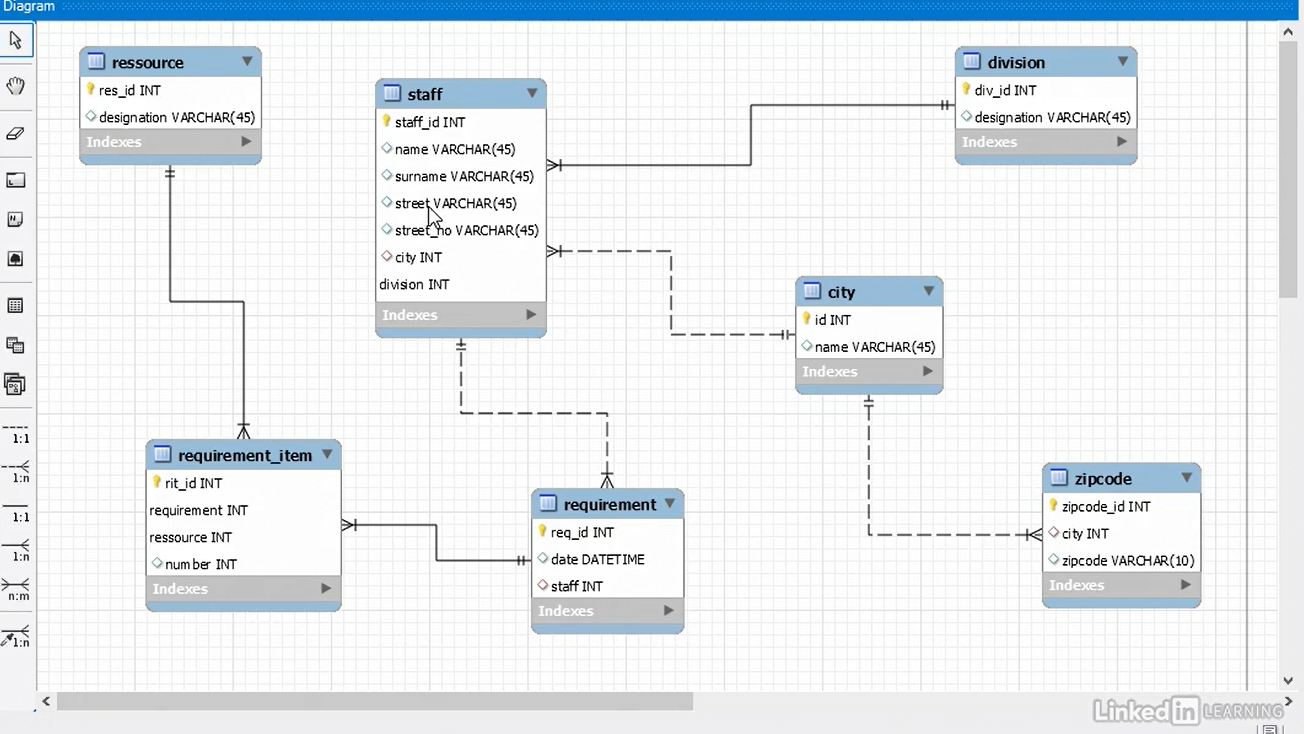 Diagram
ressource
res_id INT
designation VARCHAR(45)
Indexes
staff
staff_id INT
name VARCHAR(45)
surname VARCHAR(45)
street VARCHAR(45)
street_no VARCHAR(45)
city INT
division INT
Indexes
division
div_id INT
designation VARCHAR(45)
Indexes
city
id INT
name VARCHAR(45)
Indexes
requirement_item
rit_id INT
requirement INT
ressource INT
number INT
Indexes
requirement
req_id INT
date DATETIME
staff INT
Indexes
zipcode
zipcode_id INT
city INT
zipcode VARCHAR(10)
Indexes
1:1
1:n
1:1
1:n
n:m
1:n
LinkedIn LEARNING